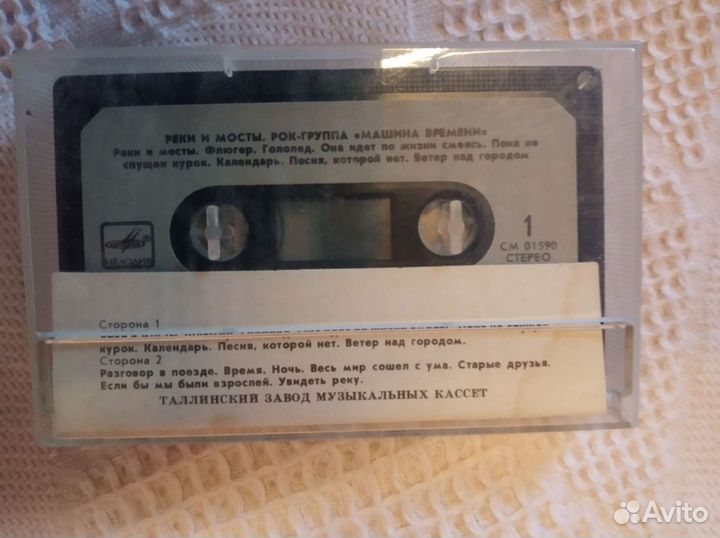 РЕКИ И МОСТЫ. РОК-ГРУППА «МАШИНА ВРЕМЕНИ»
Реки и мосты. Флюгер. Гололед. Она идет по жизни смеясь. Пока не
спущен курок. Календарь. Песня, которой нет. Ветер над городом
МЕЛОДИЯ
1
СМ 01590
СТЕРЕО
Сторона 1
курок. Календарь. Песня, которой нет. Ветер над городом.
Сторона 2
Разговор в поезде. Время. Ночь. Весь мир сошел с ума. Старые друзья.
Если бы мы были взрослей. Увидеть реку.
ТАЛЛИНСКИЙ ЗАВОД МУЗЫКАЛЬНЫХ КАССЕТ
Avito